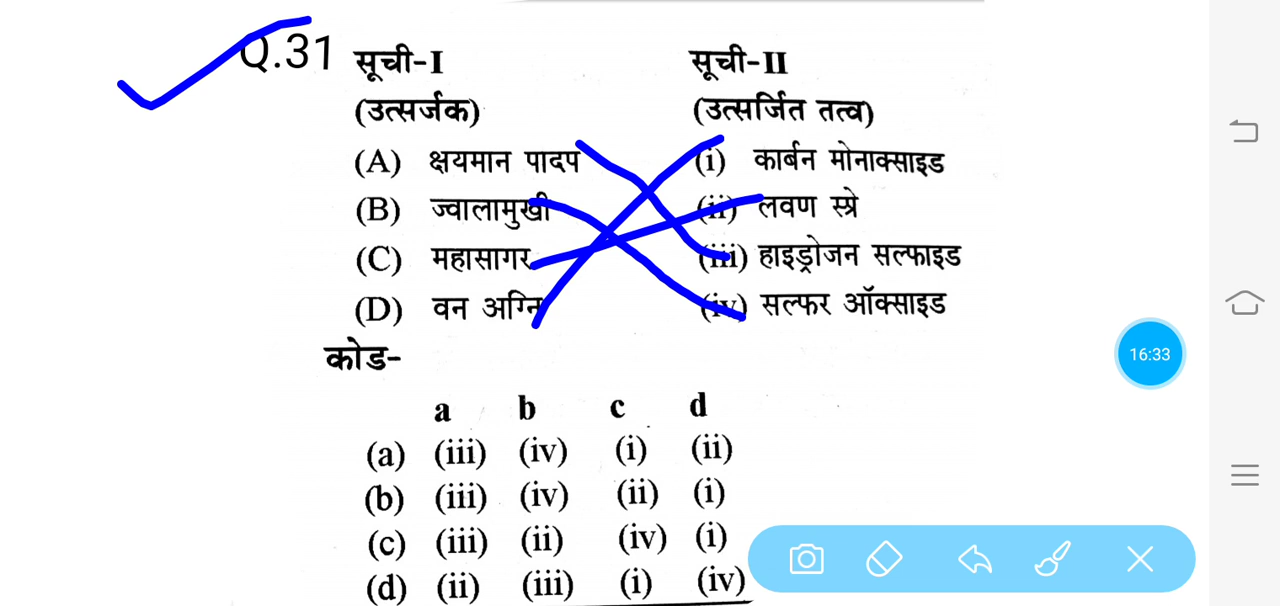 Q.31 सूची-I सूची-II
(उत्सर्जक) (उत्सर्जित तत्व)
(A) क्षयमान पादप (i) कार्बन मोनाक्साइड
(B) ज्वालामुखी (ii) लवण स्प्रे
(C) महासागर (iii) हाइड्रोजन सल्फाइड
(D) वन अग्नि (iv) सल्फर ऑक्साइड
कोड-
16:33
a b c d
(a) (iii) (iv) (i) (ii)
(b) (iii) (iv) (ii) (i)
(c) (iii) (ii) (iv) (i)
(d) (ii) (iii) (i) (iv)